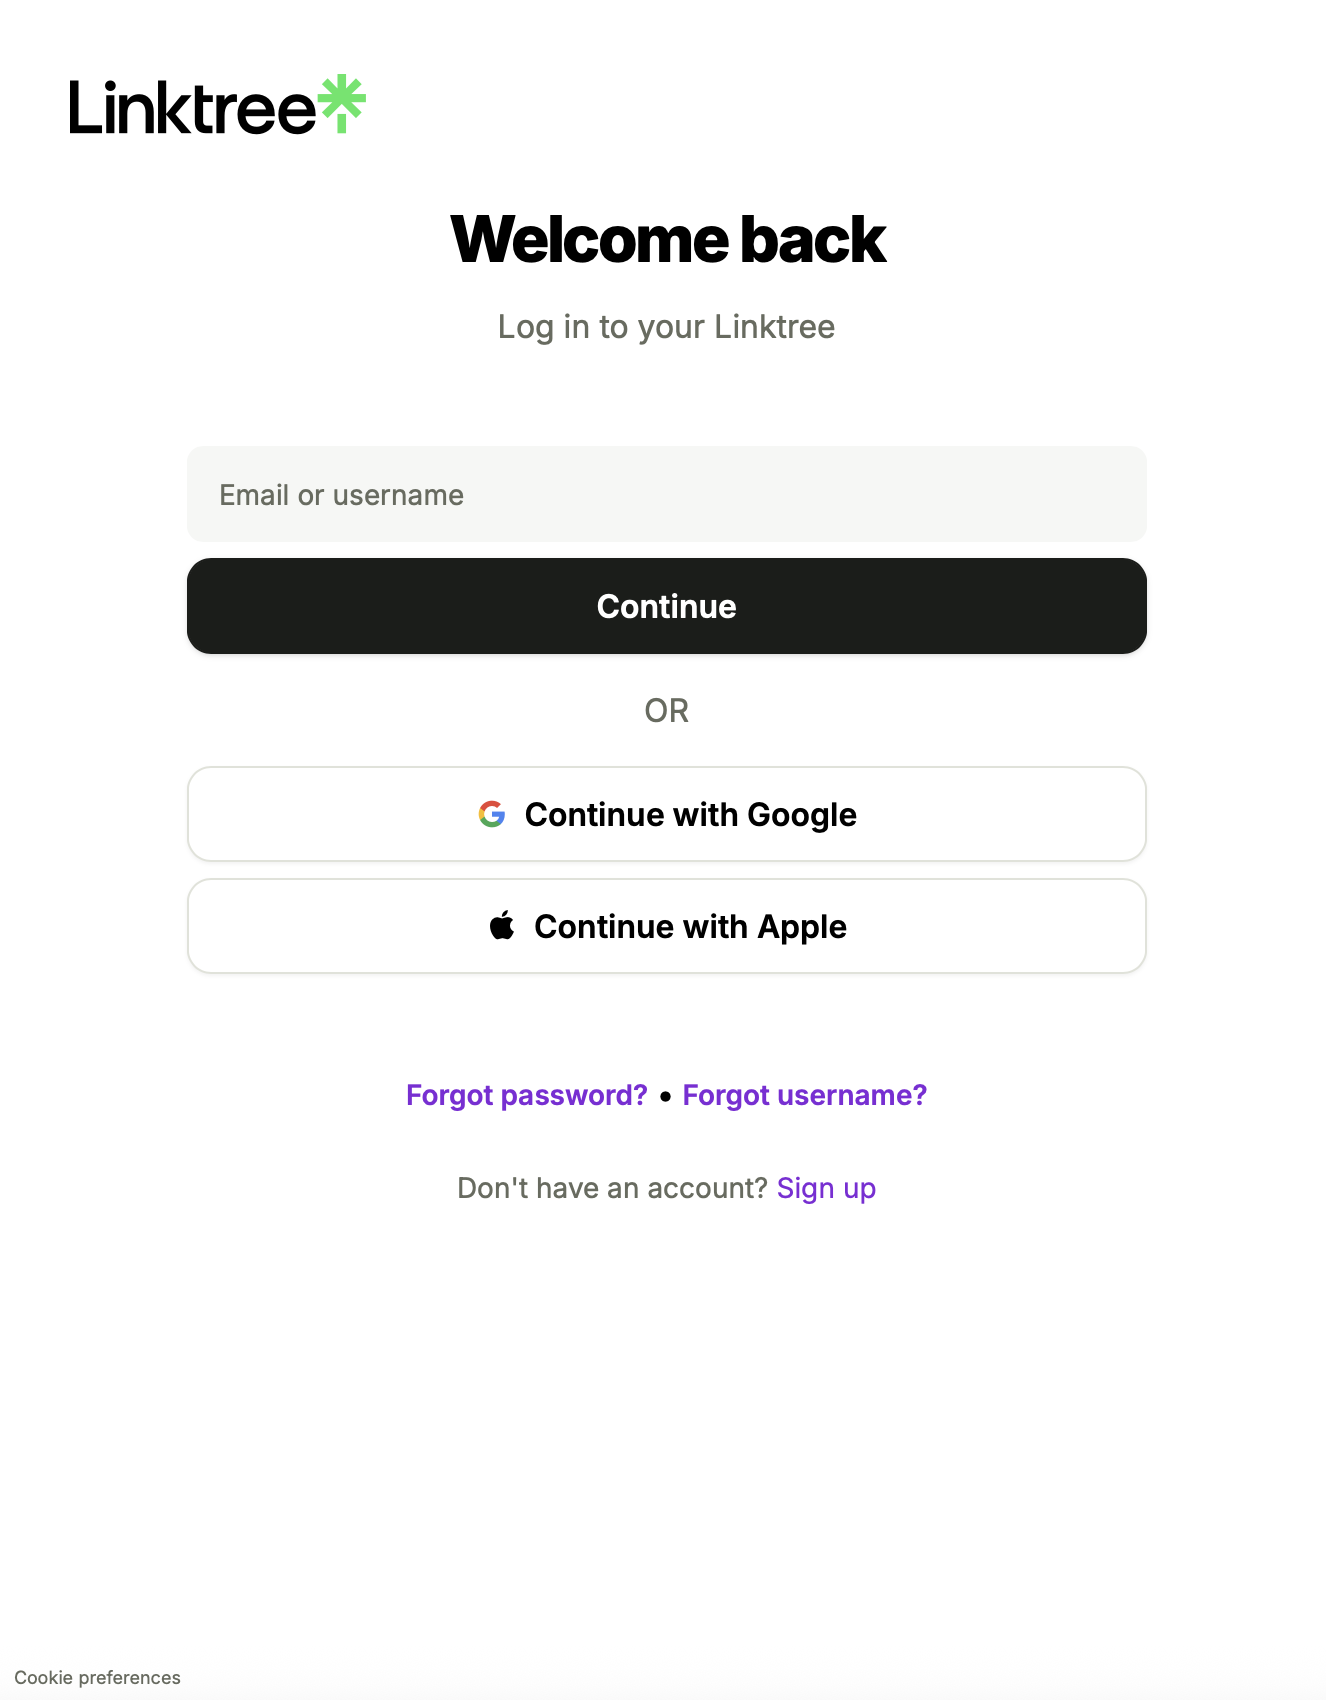 Linktree
Welcome back
Log in to your Linktree
Email or username
Continue
OR
Continue with Google
Continue with Apple
Forgot password? • Forgot username?
Don't have an account? Sign up
Cookie preferences